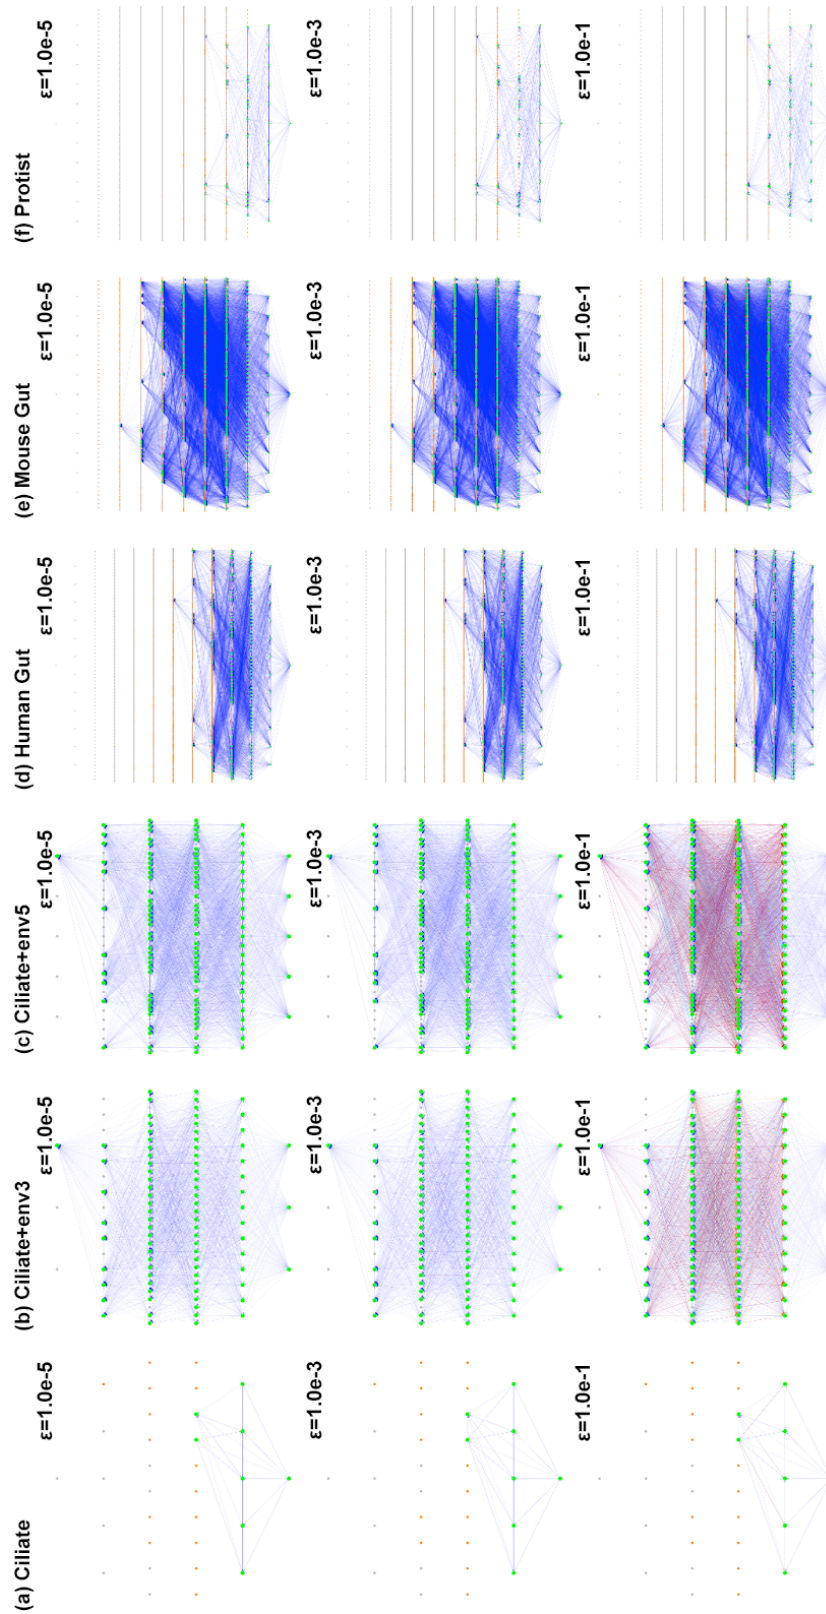 (a) Ciliate
ε=1.0e-5
ε=1.0e-3
ε=1.0e-1
(b) Ciliate+env3
ε=1.0e-5
ε=1.0e-3
ε=1.0e-1
(c) Ciliate+env5
ε=1.0e-5
ε=1.0e-3
ε=1.0e-1
(d) Human Gut
ε=1.0e-5
ε=1.0e-3
ε=1.0e-1
(e) Mouse Gut
ε=1.0e-5
ε=1.0e-3
ε=1.0e-1
(f) Protist
ε=1.0e-5
ε=1.0e-3
ε=1.0e-1